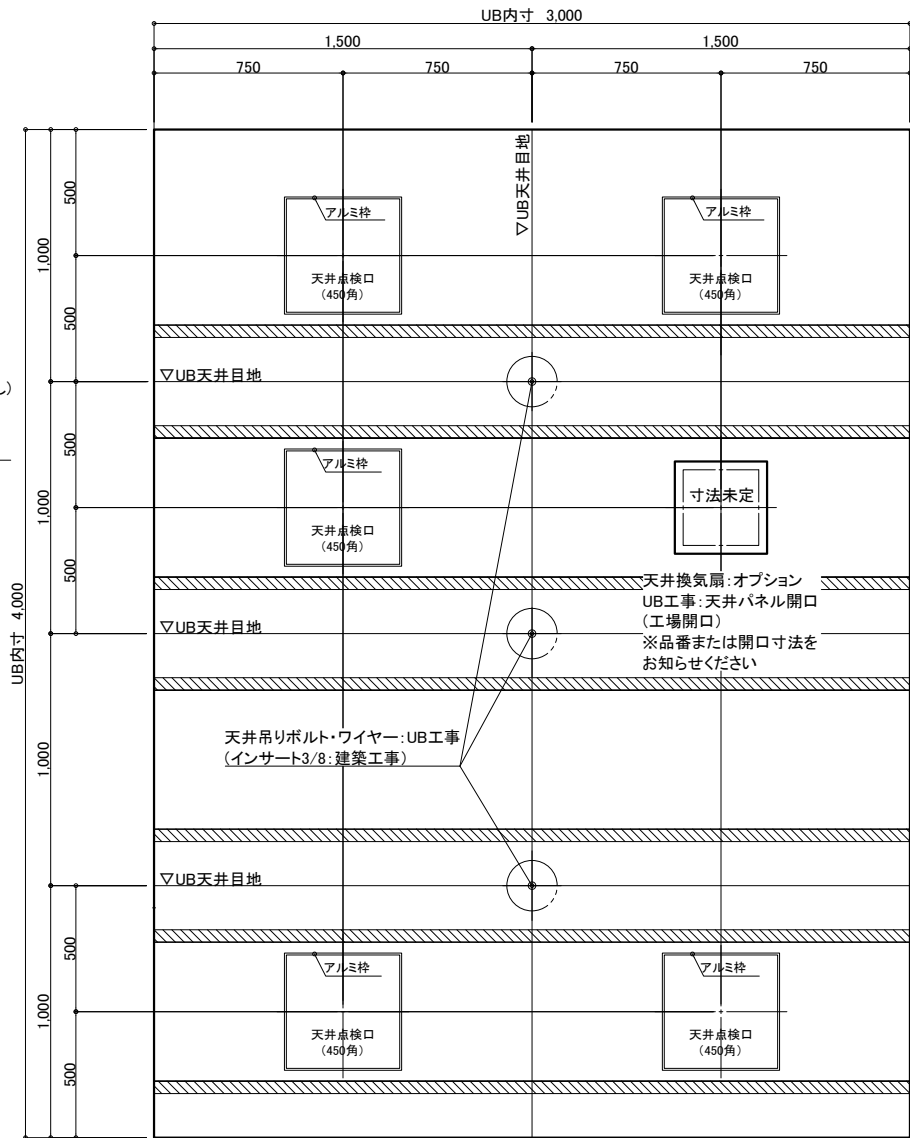 UB内寸 3,000
1,500
1,500
750
750
750
750
▽UB天井目地
500
1,000
500
アルミ枠
天井点検口
(450角)
アルミ枠
天井点検口
(450角)
▽UB天井目地
し)
500
1,000
500
アルミ枠
天井点検口
(450角)
寸法未定
天井換気扇:オプション
UB工事:天井パネル開口
(工場開口)
※品番または開口寸法を
お知らせください
UB内寸 4,000
▽UB天井目地
天井吊りボルト・ワイヤー:UB工事
(インサート3/8:建築工事)
1,000
▽UB天井目地
500
1,000
500
アルミ枠
天井点検口
(450角)
アルミ枠
天井点検口
(450角)